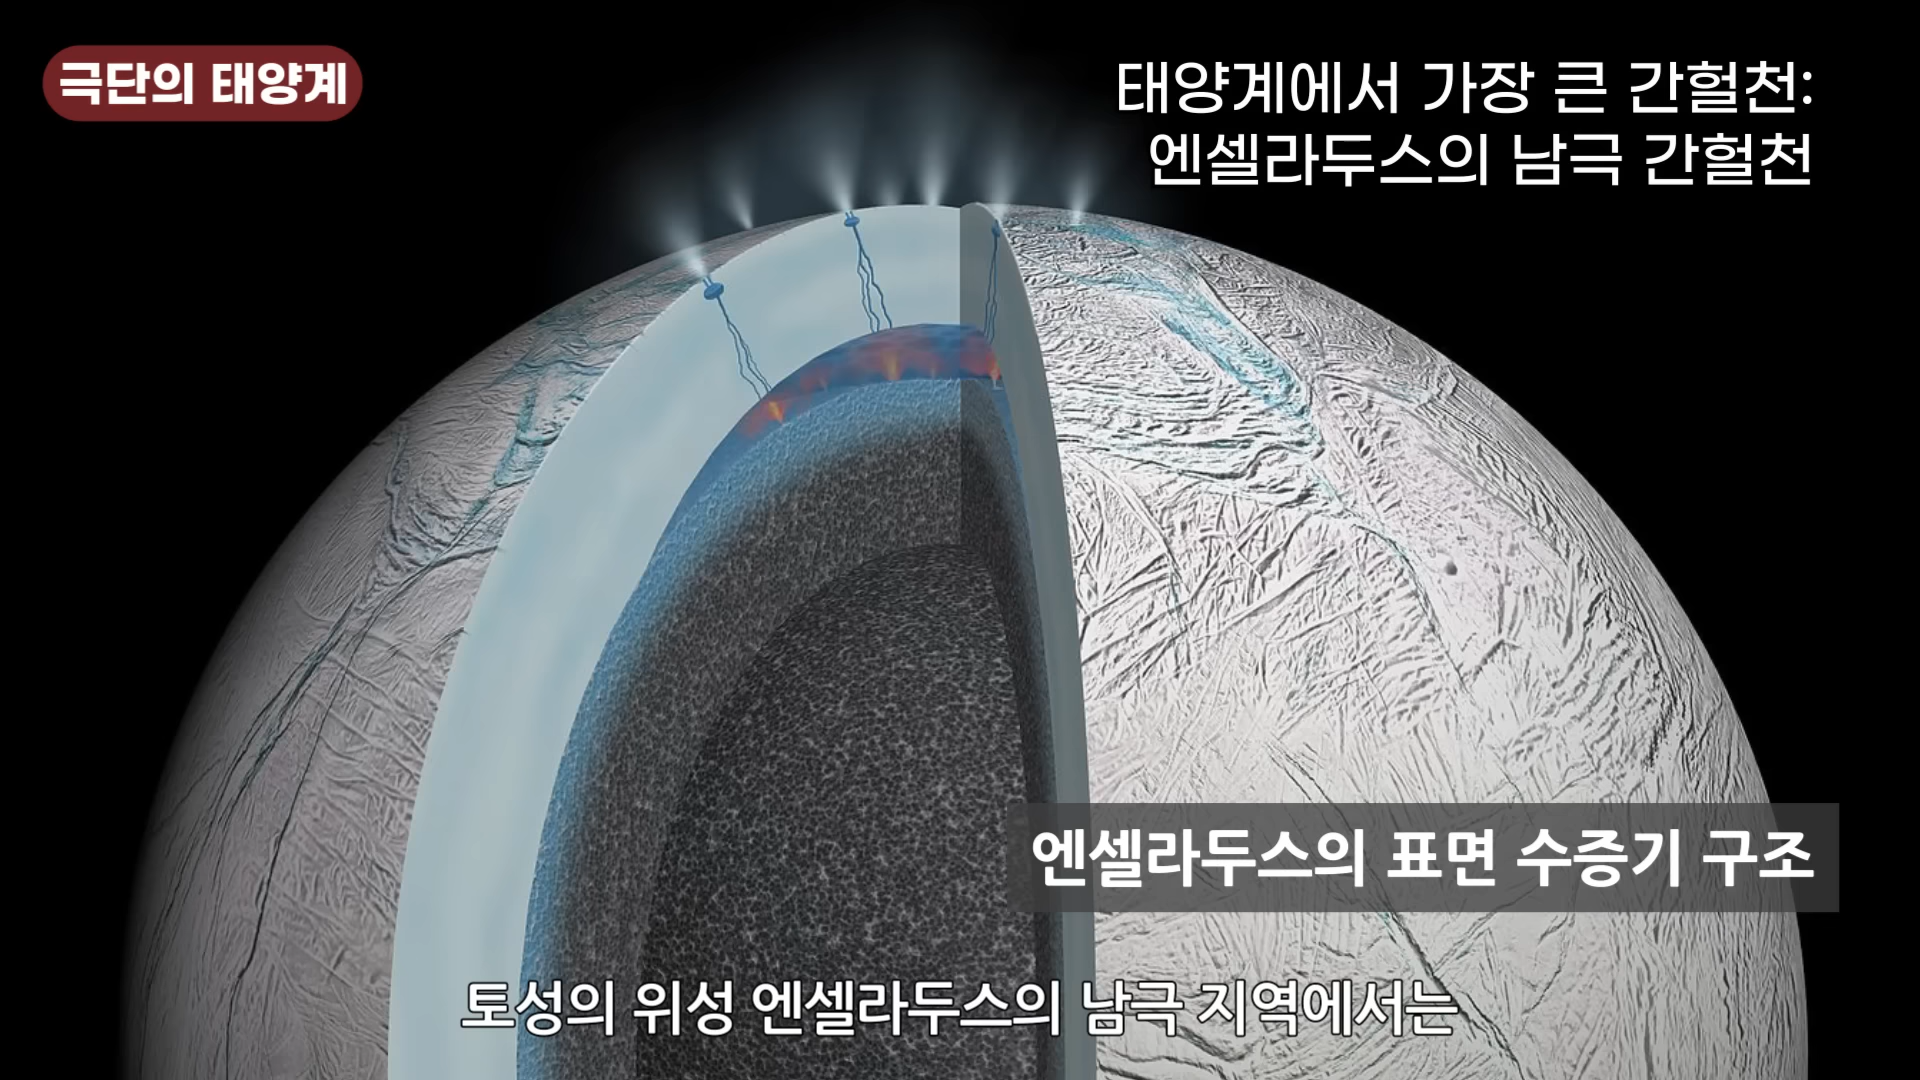 극단의 태양계
태양계에서 가장 큰 간헐천:
엔셀라두스의 남극 간헐천
엔셀라두스의 표면 수증기 구조
토성의 위성 엔셀라두스의 남극 지역에서는